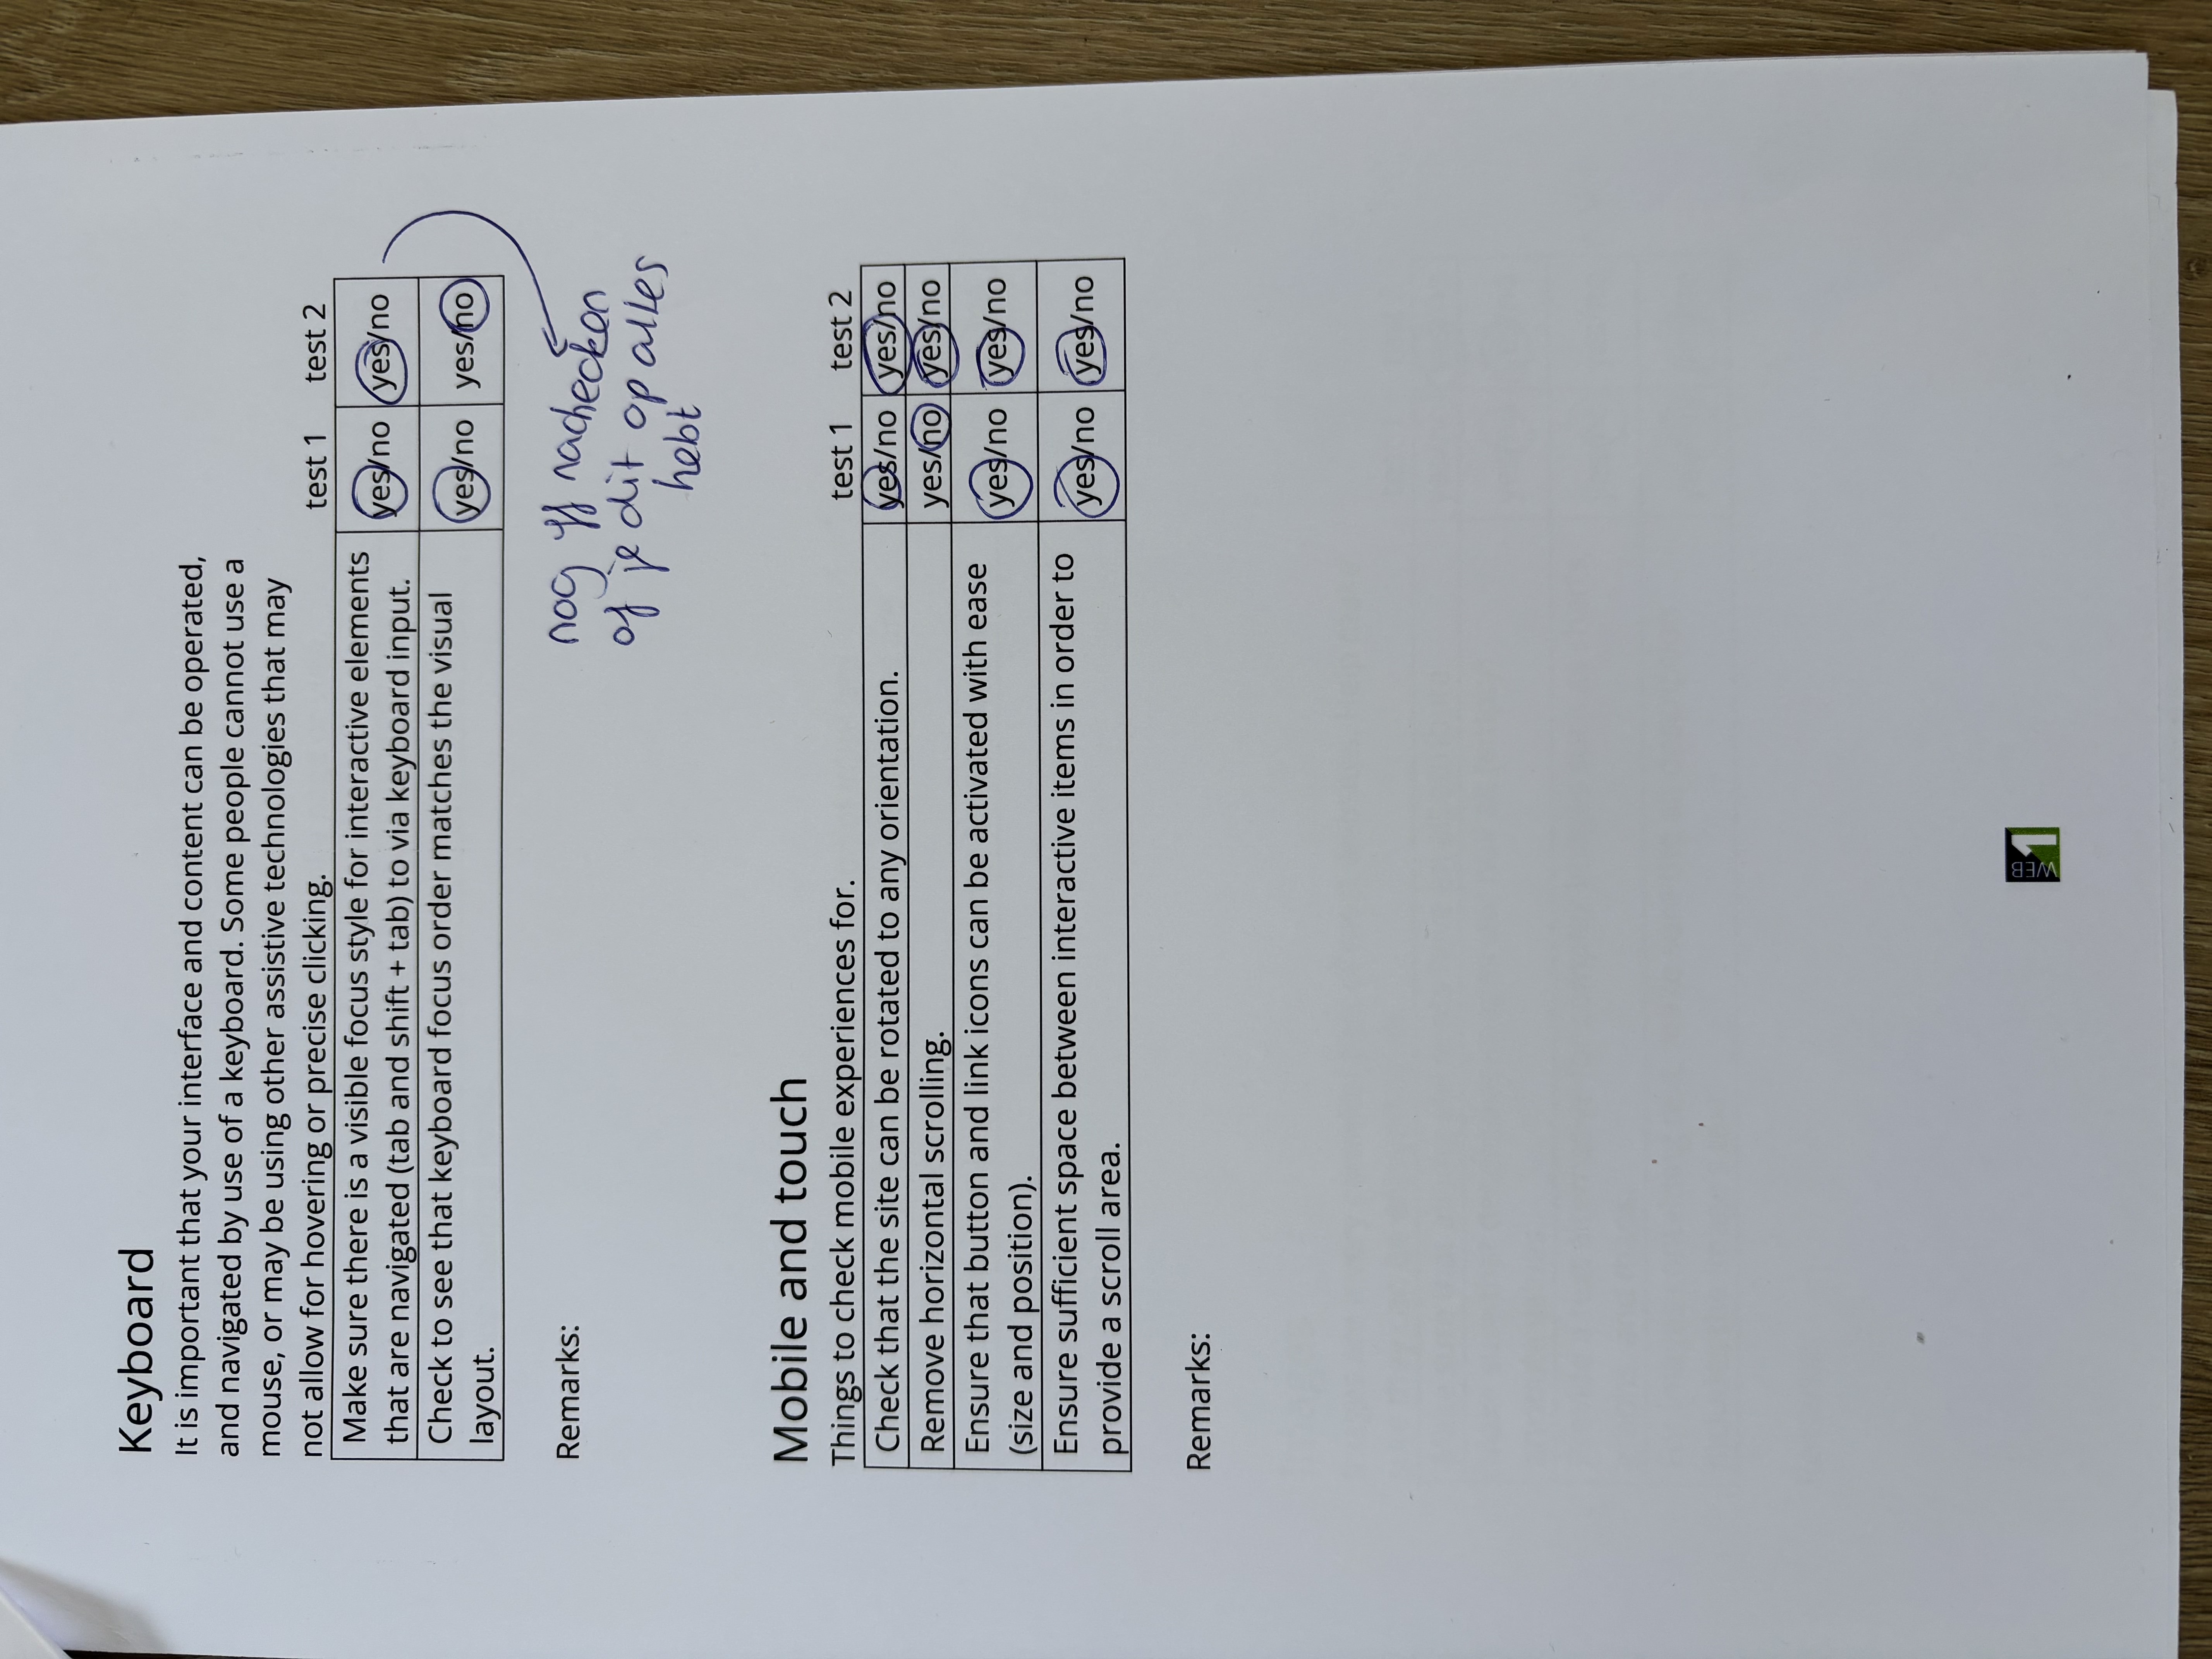 Keyboard
It is important that your interface and content can be operated,
and navigated by use of a keyboard. Some people cannot use a
mouse, or may be using other assistive technologies that may
not allow for hovering or precise clicking. test 1 test 2
Make sure there is a visible focus style for interactive elements
that are navigated (tab and shift + tab) to via keyboard input. yes/no yes/no
Check to see that keyboard focus order matches the visual
layout. yes/no yes/no
Remarks:
nog ff nachecken
of je dit op alles
hebt
Mobile and touch
Things to check mobile experiences for. test 1 test 2
Check that the site can be rotated to any orientation. yes/no yes/no
Remove horizontal scrolling. yes/no yes/no
Ensure that button and link icons can be activated with ease
(size and position). yes/no yes/no
Ensure sufficient space between interactive items in order to
provide a scroll area. yes/no yes/no
Remarks:
WEB 1